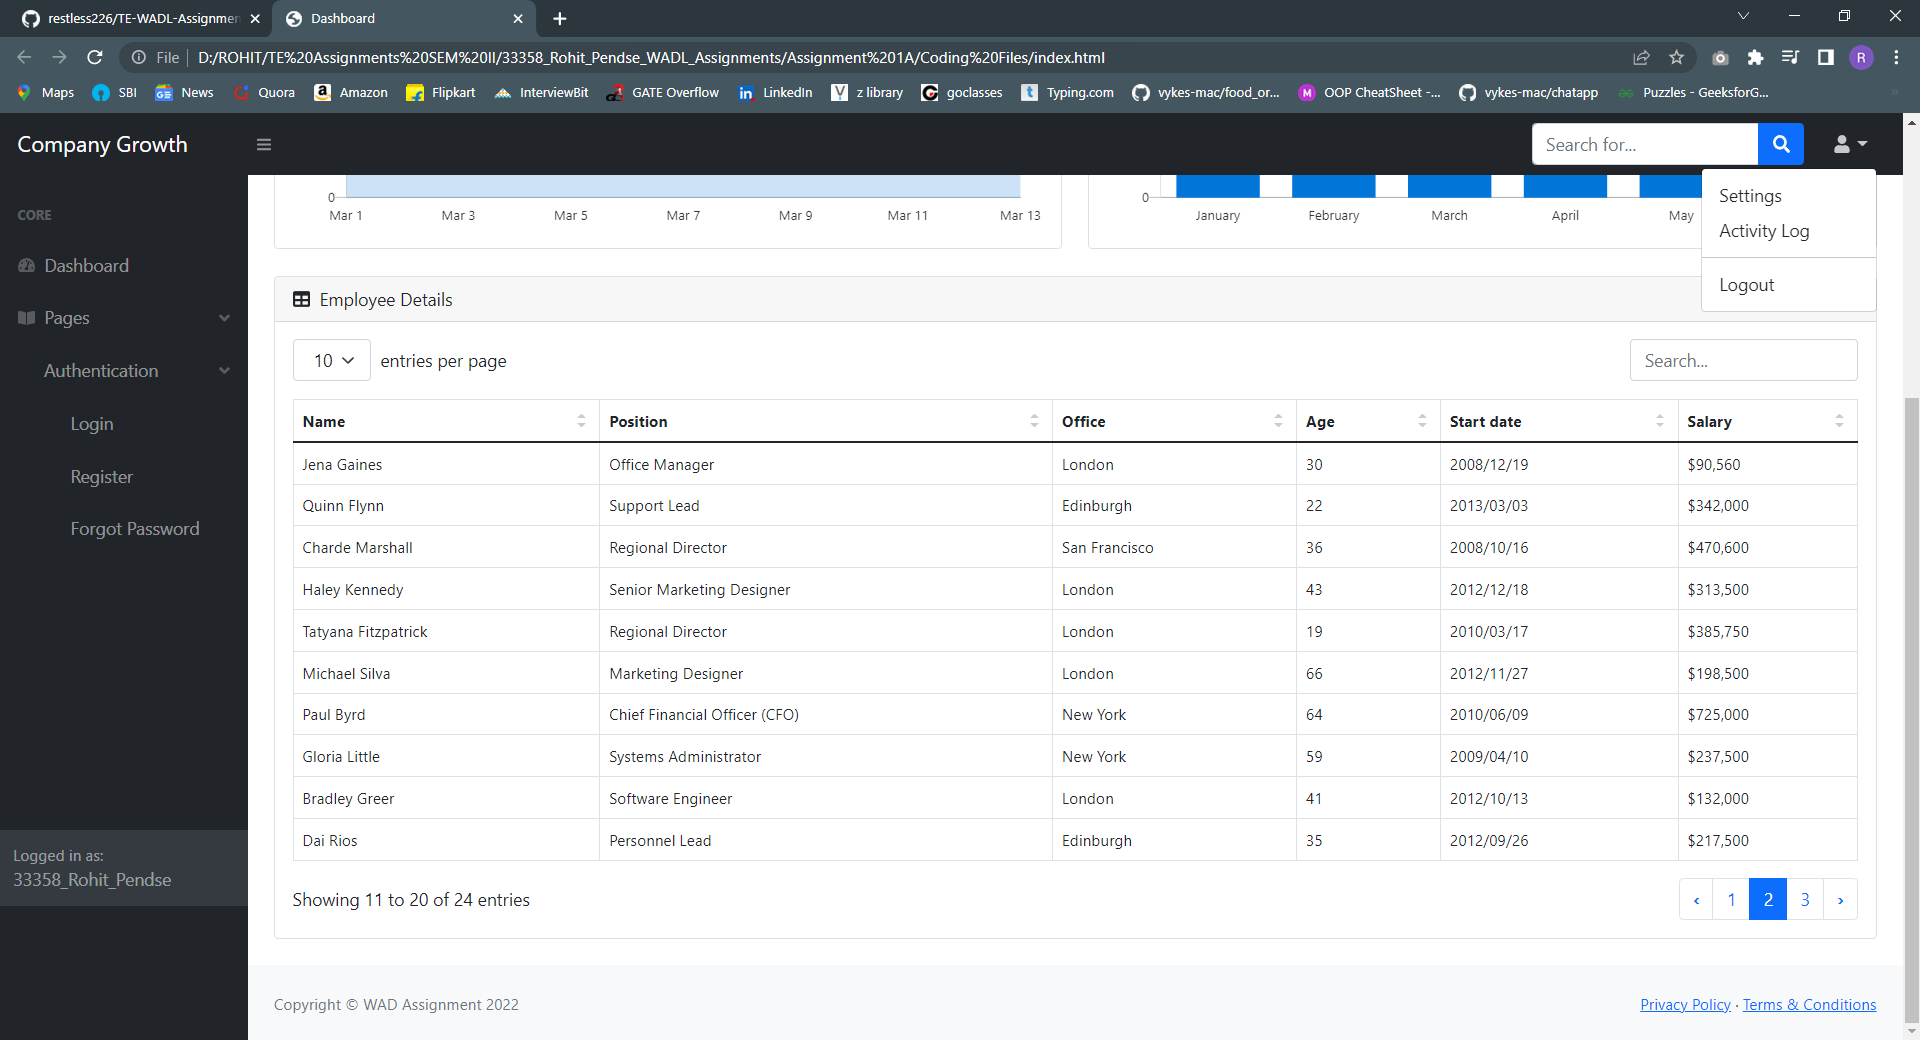 restless226/TE-WADL-Assignmen
Dashboard
File
D:/ROHIT/TE%20Assignments%20SEM%20II/33358_Rohit_Pendse_WADL_Assignments/Assignment%201A/Coding%20Files/index.html
R
Maps SBI News Quora Amazon Flipkart InterviewBit GATE Overflow LinkedIn z library goclasses Typing.com vykes-mac/food_or... OOP CheatSheet -... vykes-mac/chatapp Puzzles - GeeksforG...
Company Growth
Search for...
Settings
Activity Log
Logout
CORE
Dashboard
Pages
Authentication
Login
Register
Forgot Password
Logged in as:
33358_Rohit_Pendse
0
Mar 1 Mar 3 Mar 5 Mar 7 Mar 9 Mar 11 Mar 13
0
January February March April May
Employee Details
10 entries per page
Search...
Name Position Office Age Start date Salary
Jena Gaines Office Manager London 30 2008/12/19 $90,560
Quinn Flynn Support Lead Edinburgh 22 2013/03/03 $342,000
Charde Marshall Regional Director San Francisco 36 2008/10/16 $470,600
Haley Kennedy Senior Marketing Designer London 43 2012/12/18 $313,500
Tatyana Fitzpatrick Regional Director London 19 2010/03/17 $385,750
Michael Silva Marketing Designer London 66 2012/11/27 $198,500
Paul Byrd Chief Financial Officer (CFO) New York 64 2010/06/09 $725,000
Gloria Little Systems Administrator New York 59 2009/04/10 $237,500
Bradley Greer Software Engineer London 41 2012/10/13 $132,000
Dai Rios Personnel Lead Edinburgh 35 2012/09/26 $217,500
Showing 11 to 20 of 24 entries
‹ 1 2 3 ›
Copyright © WAD Assignment 2022
Privacy Policy · Terms & Conditions